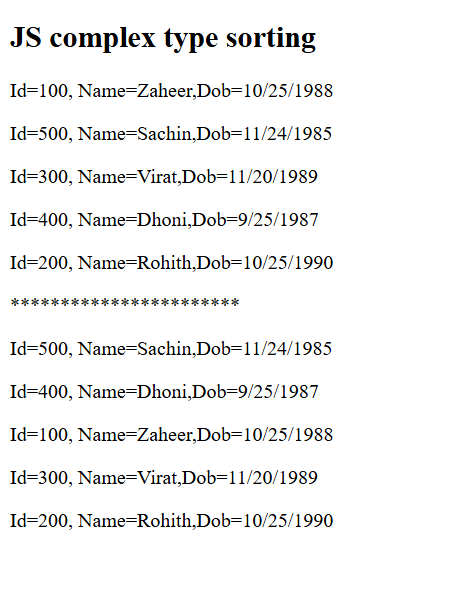 JS complex type sorting
Id=100, Name=Zaheer,Dob=10/25/1988
Id=500, Name=Sachin,Dob=11/24/1985
Id=300, Name=Virat,Dob=11/20/1989
Id=400, Name=Dhoni,Dob=9/25/1987
Id=200, Name=Rohith,Dob=10/25/1990
***********************
Id=500, Name=Sachin,Dob=11/24/1985
Id=400, Name=Dhoni,Dob=9/25/1987
Id=100, Name=Zaheer,Dob=10/25/1988
Id=300, Name=Virat,Dob=11/20/1989
Id=200, Name=Rohith,Dob=10/25/1990